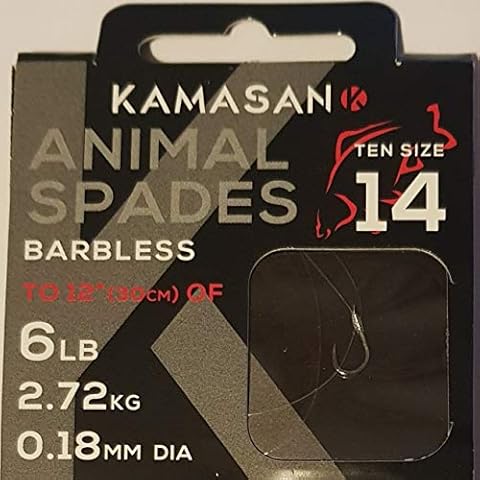 KAMASAN K
ANIMAL
SPADES
BARBLESS
TEN SIZE
14
TO 12"(30CM) OF
6LB
2.72KG
0.18MM DIA